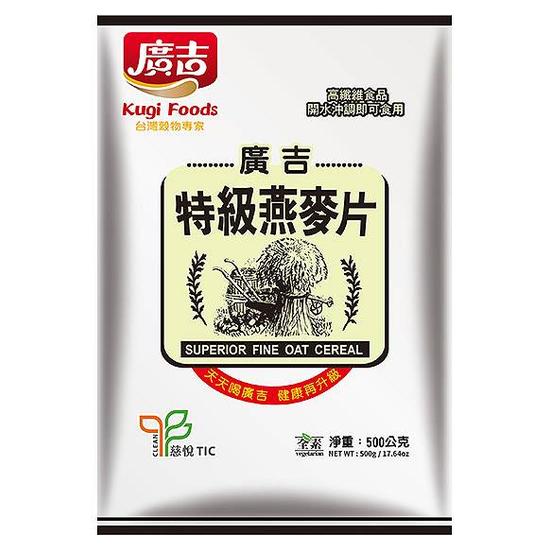 廣吉
Kugi Foods
台灣穀物專家
高纖維食品
開水沖調即可食用
廣吉
特級燕麥片
SUPERIOR FINE OAT CEREAL
天天喝廣吉 健康再升級
CLEAN
慈悅 TIC
全素
vegetarian
淨重：500公克
NET WT : 500g / 17.64oz